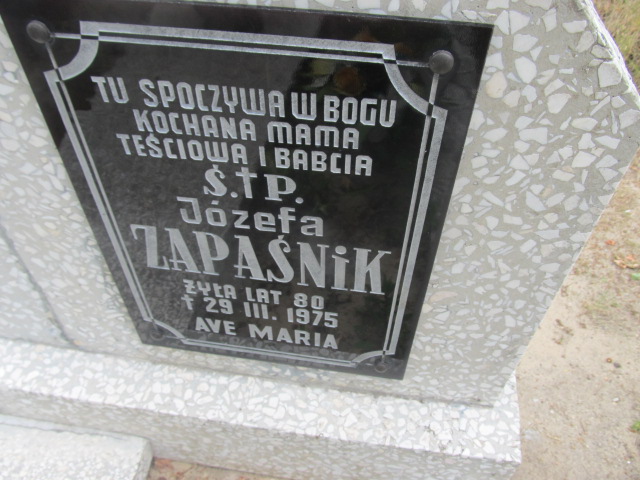 TU SPOCZYWA W BOGU
KOCHANA MAMA
TEŚCIOWA I BABCIA
Ś.†P.
Józefa
ZAPAŚNiK
ŻYŁA LAT 80
† 29 III. 1975
AVE MARIA